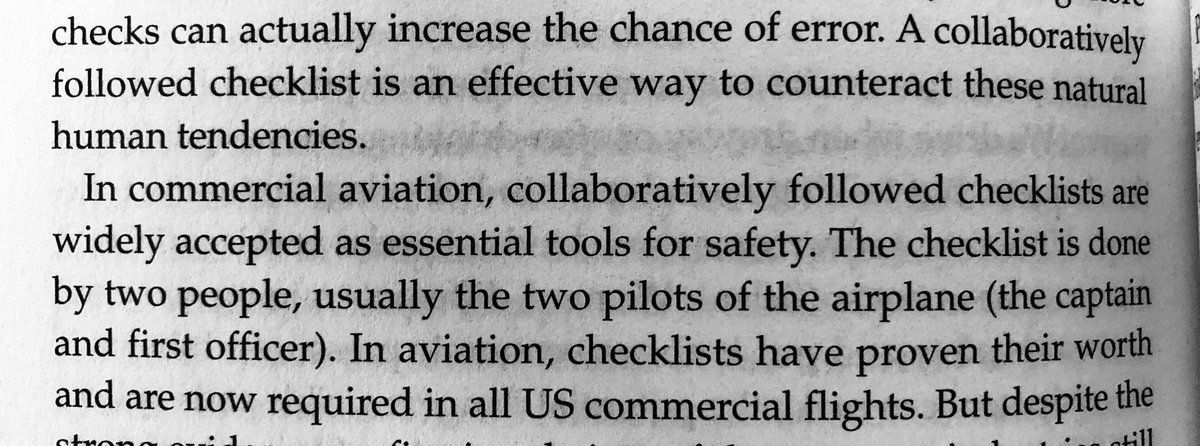 checks can actually increase the chance of error. A collaboratively
followed checklist is an effective way to counteract these natural
human tendencies.
In commercial aviation, collaboratively followed checklists are
widely accepted as essential tools for safety. The checklist is done
by two people, usually the two pilots of the airplane (the captain
and first officer). In aviation, checklists have proven their worth
and are now required in all US commercial flights. But despite the